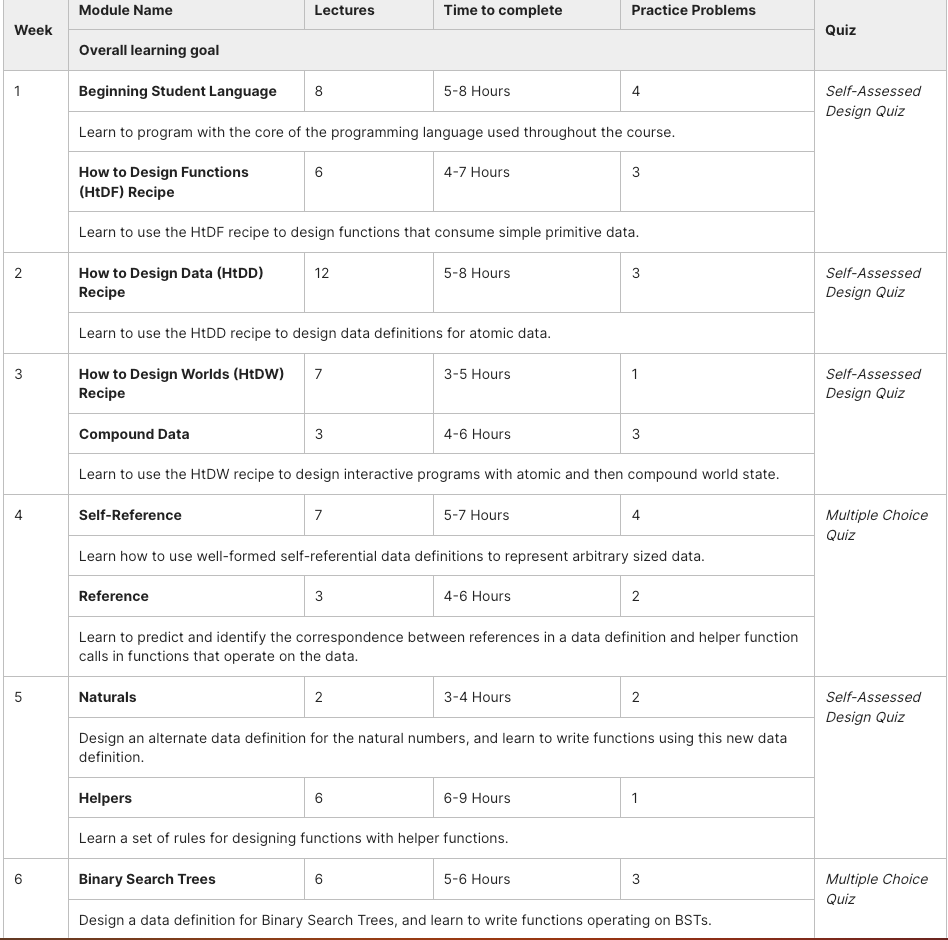 Week
Module Name Lectures Time to complete Practice Problems
Quiz
Overall learning goal
1 Beginning Student Language 8 5-8 Hours 4 Self-Assessed
Design Quiz
Learn to program with the core of the programming language used throughout the course.
How to Design Functions 6 4-7 Hours 3
(HtDF) Recipe
Learn to use the HtDF recipe to design functions that consume simple primitive data.
2 How to Design Data (HtDD) 12 5-8 Hours 3 Self-Assessed
Recipe Design Quiz
Learn to use the HtDD recipe to design data definitions for atomic data.
3 How to Design Worlds (HtDW) 7 3-5 Hours 1 Self-Assessed
Recipe Design Quiz
Compound Data 3 4-6 Hours 3
Learn to use the HtDW recipe to design interactive programs with atomic and then compound world state.
4 Self-Reference 7 5-7 Hours 4 Multiple Choice
Quiz
Learn how to use well-formed self-referential data definitions to represent arbitrary sized data.
Reference 3 4-6 Hours 2
Learn to predict and identify the correspondence between references in a data definition and helper function
calls in functions that operate on the data.
5 Naturals 2 3-4 Hours 2 Self-Assessed
Design Quiz
Design an alternate data definition for the natural numbers, and learn to write functions using this new data
definition.
Helpers 6 6-9 Hours 1
Learn a set of rules for designing functions with helper functions.
6 Binary Search Trees 6 5-6 Hours 3 Multiple Choice
Quiz
Design a data definition for Binary Search Trees, and learn to write functions operating on BSTs.